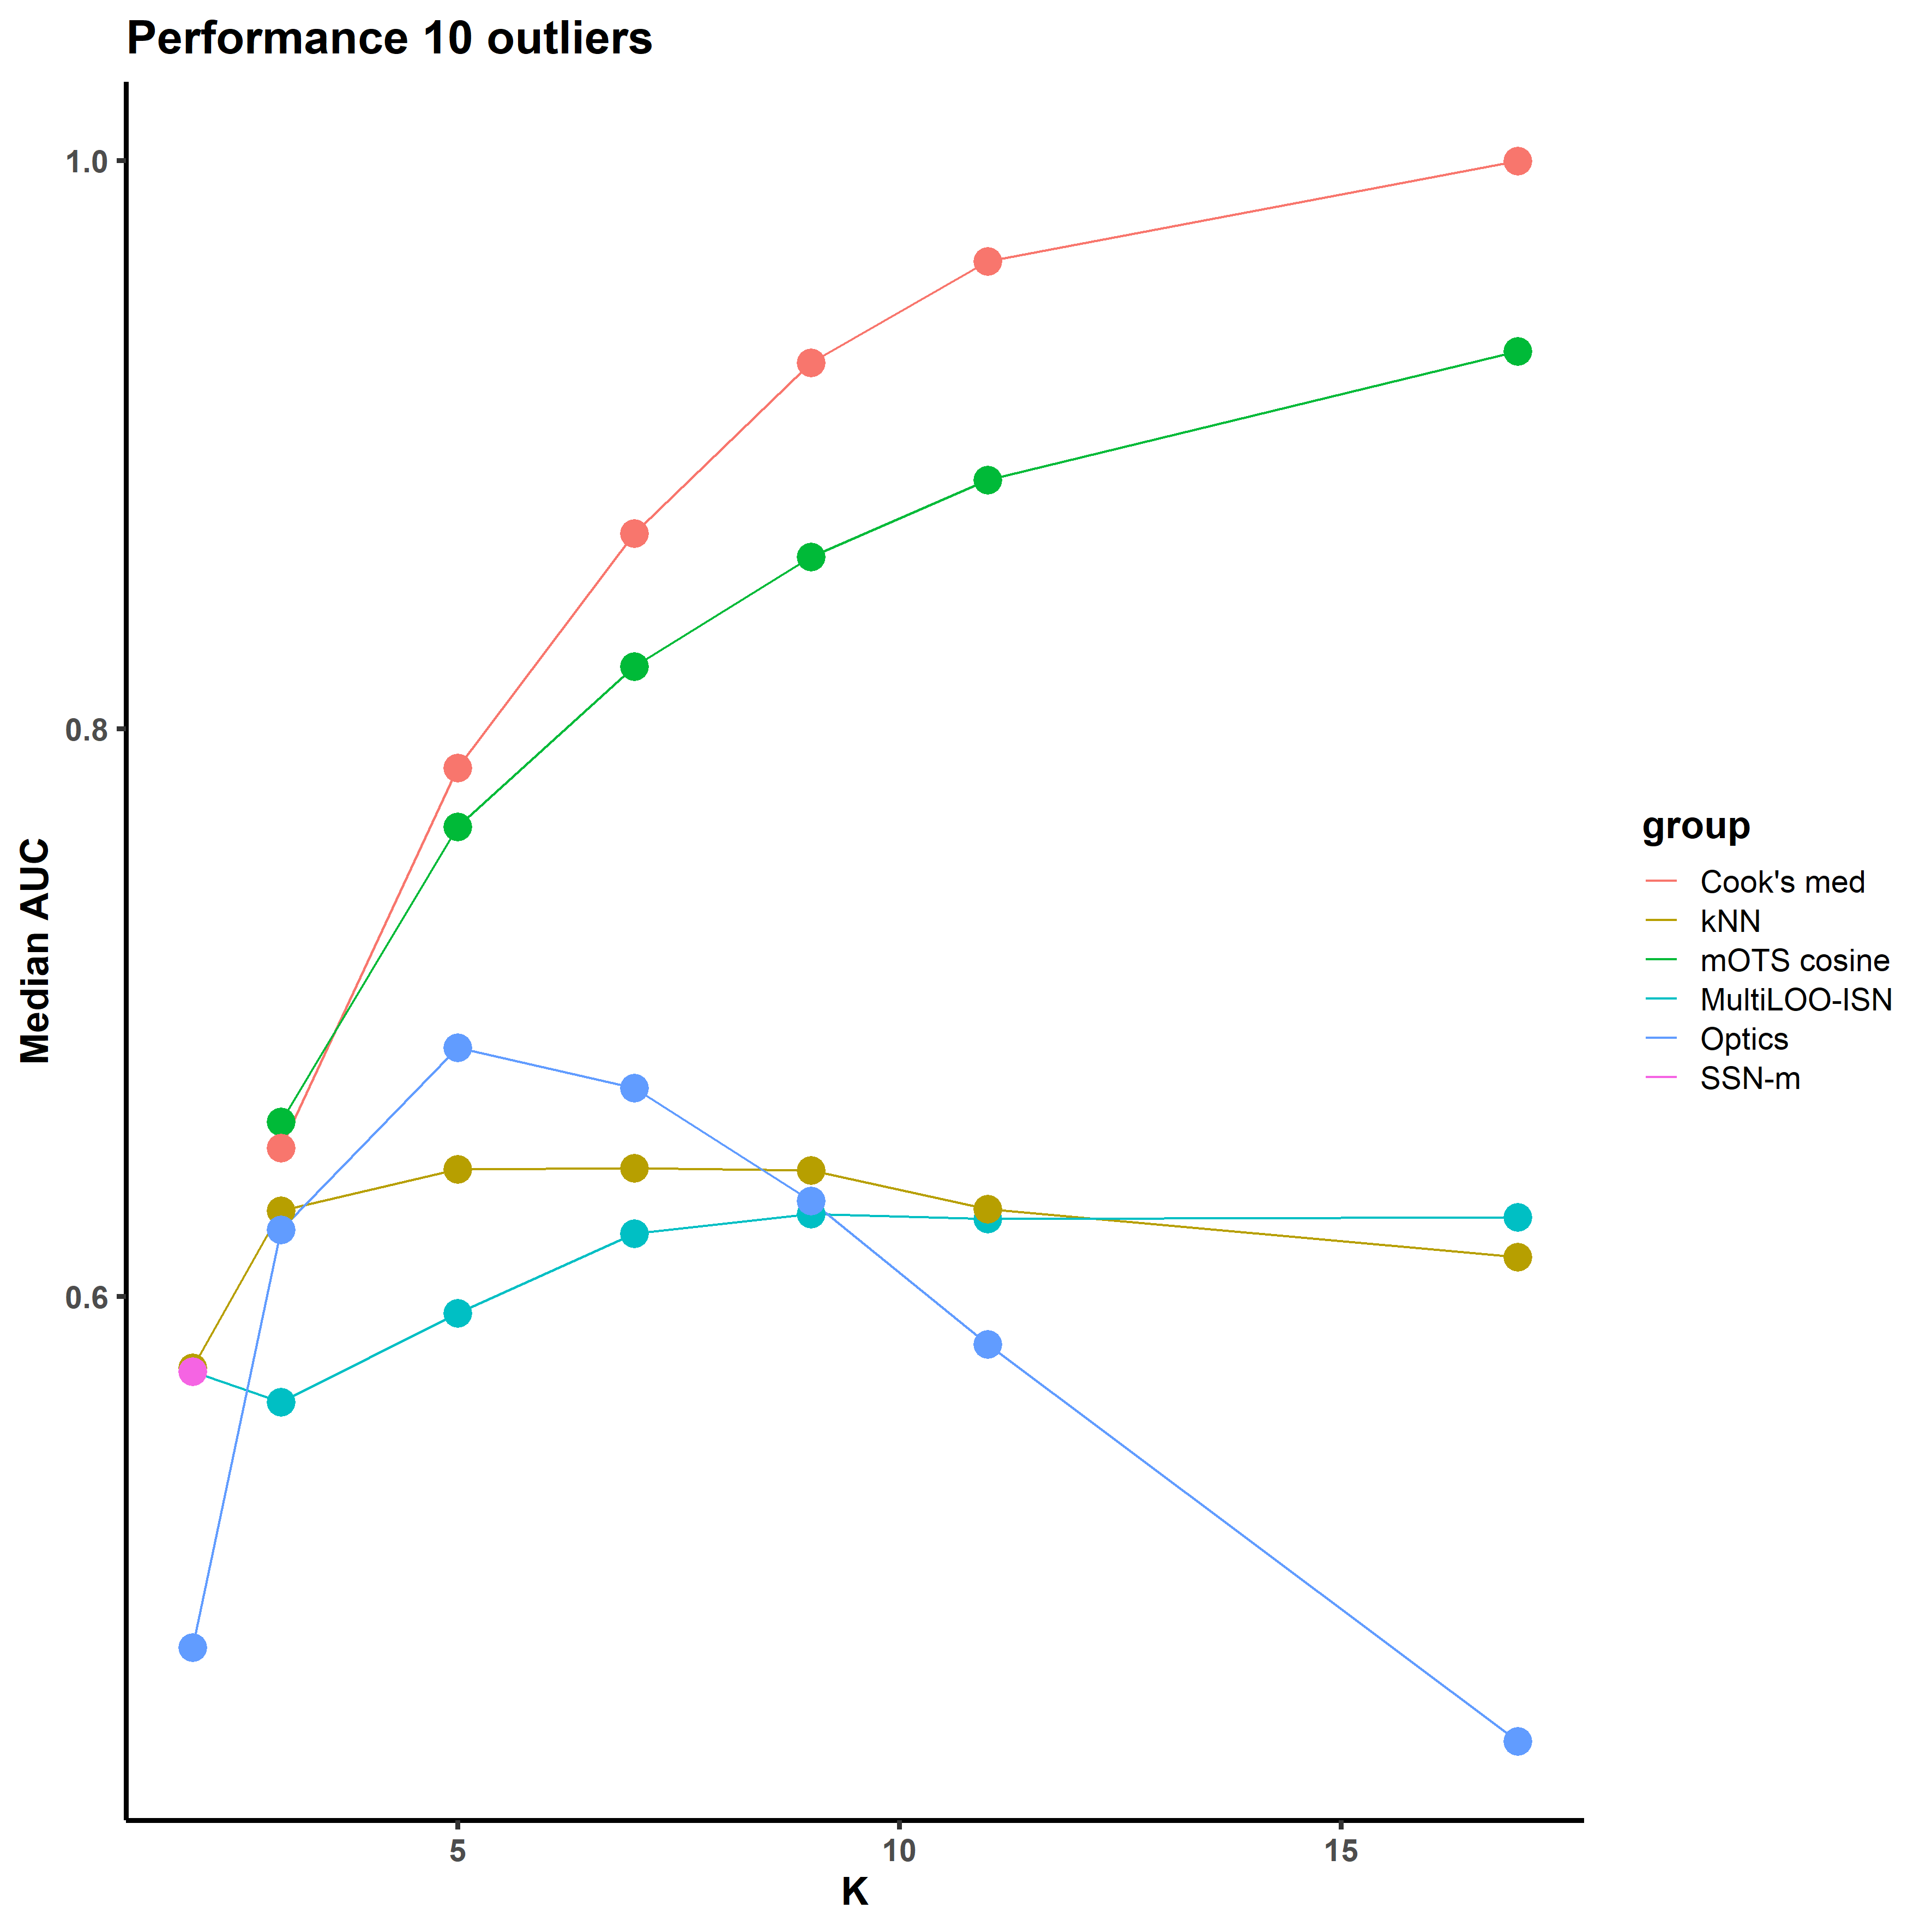 Performance 10 outliers
1.0
0.8
0.6
Median AUC
5
10
15
K
group
Cook's med
kNN
mOTS cosine
MultiLOO-ISN
Optics
SSN-m